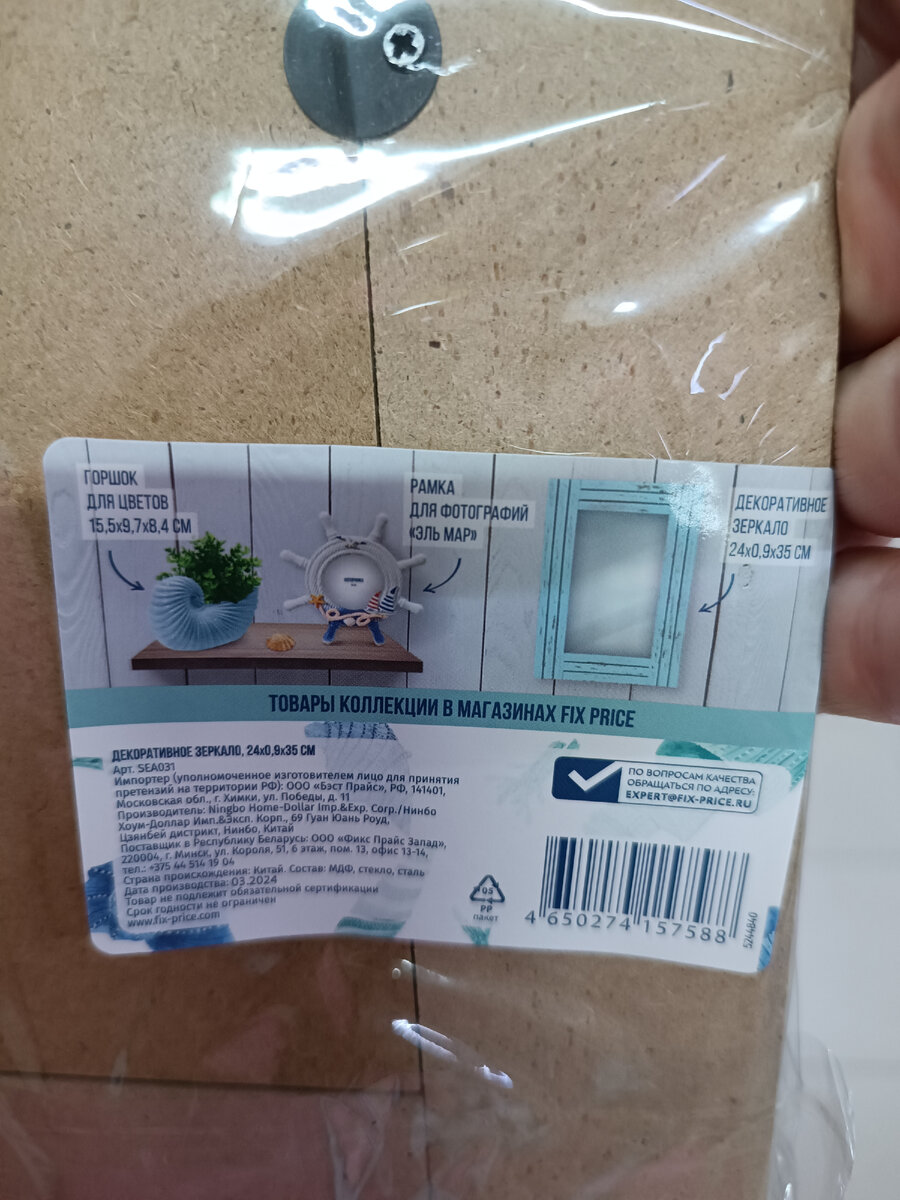 ГОРШОК
ДЛЯ ЦВЕТОВ
15,5x9,7x8,4 СМ
РАМКА
ДЛЯ ФОТОГРАФИЙ
«ЭЛЬ МАР»
ДЕКОРАТИВНОЕ
ЗЕРКАЛО
24x0,9x35 СМ
ТОВАРЫ КОЛЛЕКЦИИ В МАГАЗИНАХ FIX PRICE
ДЕКОРАТИВНОЕ ЗЕРКАЛО, 24x0,9x35 СМ
Арт. SEA031
Импортер (уполномоченное изготовителем лицо для принятия
претензий на территории РФ): ООО «Бэст Прайс», РФ, 141401,
Московская обл., г. Химки, ул. Победы, д. 11
Производитель: Ningbo Home-Dollar Imp.&Exp. Corp./Нинбо
Хоум-Доллар Имп.&Эксп. Корп., 69 Гуан Юань Роуд,
Цзянбей дистрикт, Нинбо, Китай
Поставщик в Республику Беларусь: ООО «Фикс Прайс Запад»,
220004, г. Минск, ул. Короля, 51, 6 этаж, пом. 13, офис 13-14,
тел.: +375 44 514 19 04
Страна происхождения: Китай. Состав: МДФ, стекло, сталь
Дата производства: 03.2024
Товар не подлежит обязательной сертификации
Срок годности не ограничен
www.fix-price.com
ПО ВОПРОСАМ КАЧЕСТВА
ОБРАЩАТЬСЯ ПО АДРЕСУ:
EXPERT@FIX-PRICE.RU
05
PP
пакет
4 650274 157588
5244840